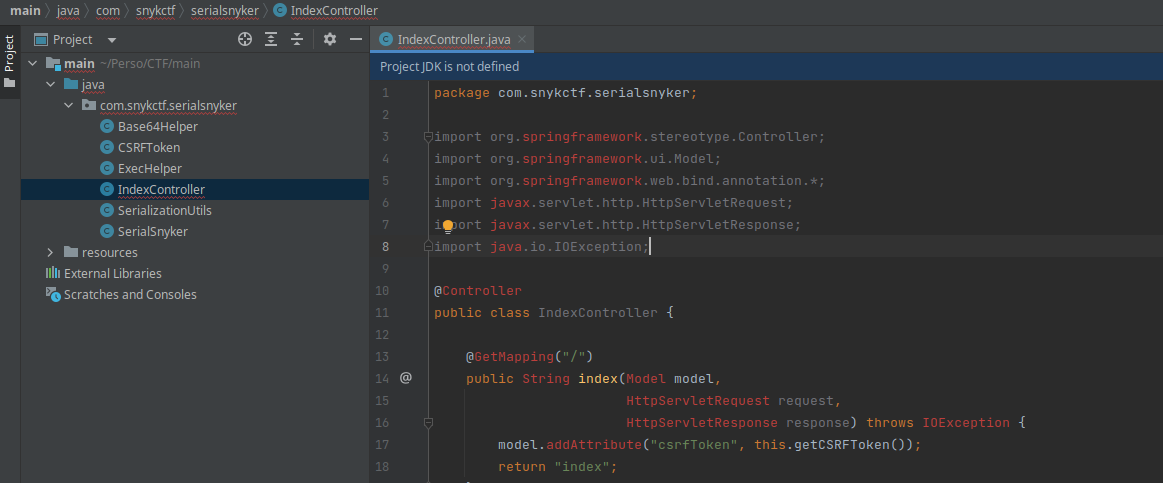 main java com snykctf serialsnyker IndexController
Project
Project
main ~/Perso/CTF/main
java
com.snykctf.serialsnyker
Base64Helper
CSRFToken
ExecHelper
IndexController
SerializationUtils
SerialSnyker
resources
External Libraries
Scratches and Consoles
IndexController.java
Project JDK is not defined
1 package com.snykctf.serialsnyker;
2
3 import org.springframework.stereotype.Controller;
4 import org.springframework.ui.Model;
5 import org.springframework.web.bind.annotation.*;
6 import javax.servlet.http.HttpServletRequest;
7 import javax.servlet.http.HttpServletResponse;
8 import java.io.IOException;
9
10 @Controller
11 public class IndexController {
12
13 @GetMapping("/")
14 @ public String index(Model model,
15 HttpServletRequest request,
16 HttpServletResponse response) throws IOException {
17 model.addAttribute("csrfToken", this.getCSRFToken());
18 return "index";